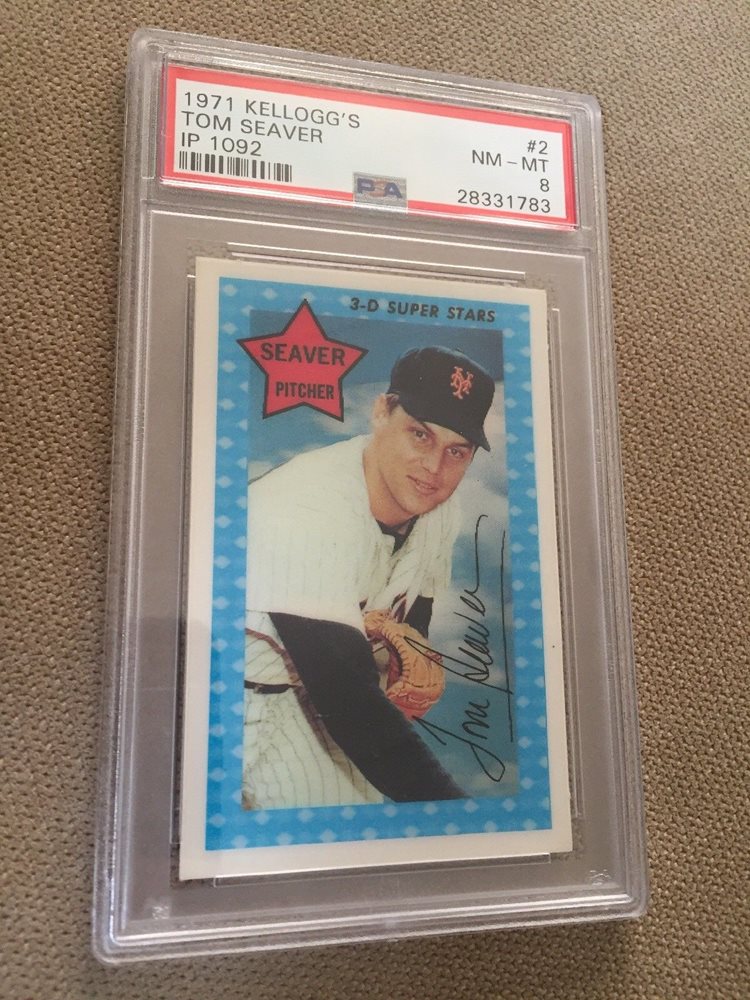 1971 KELLOGG'S #2
TOM SEAVER NM – MT
IP 1092 8
PSA 28331783
3-D SUPER STARS
SEAVER
PITCHER
NY
Tom Seaver